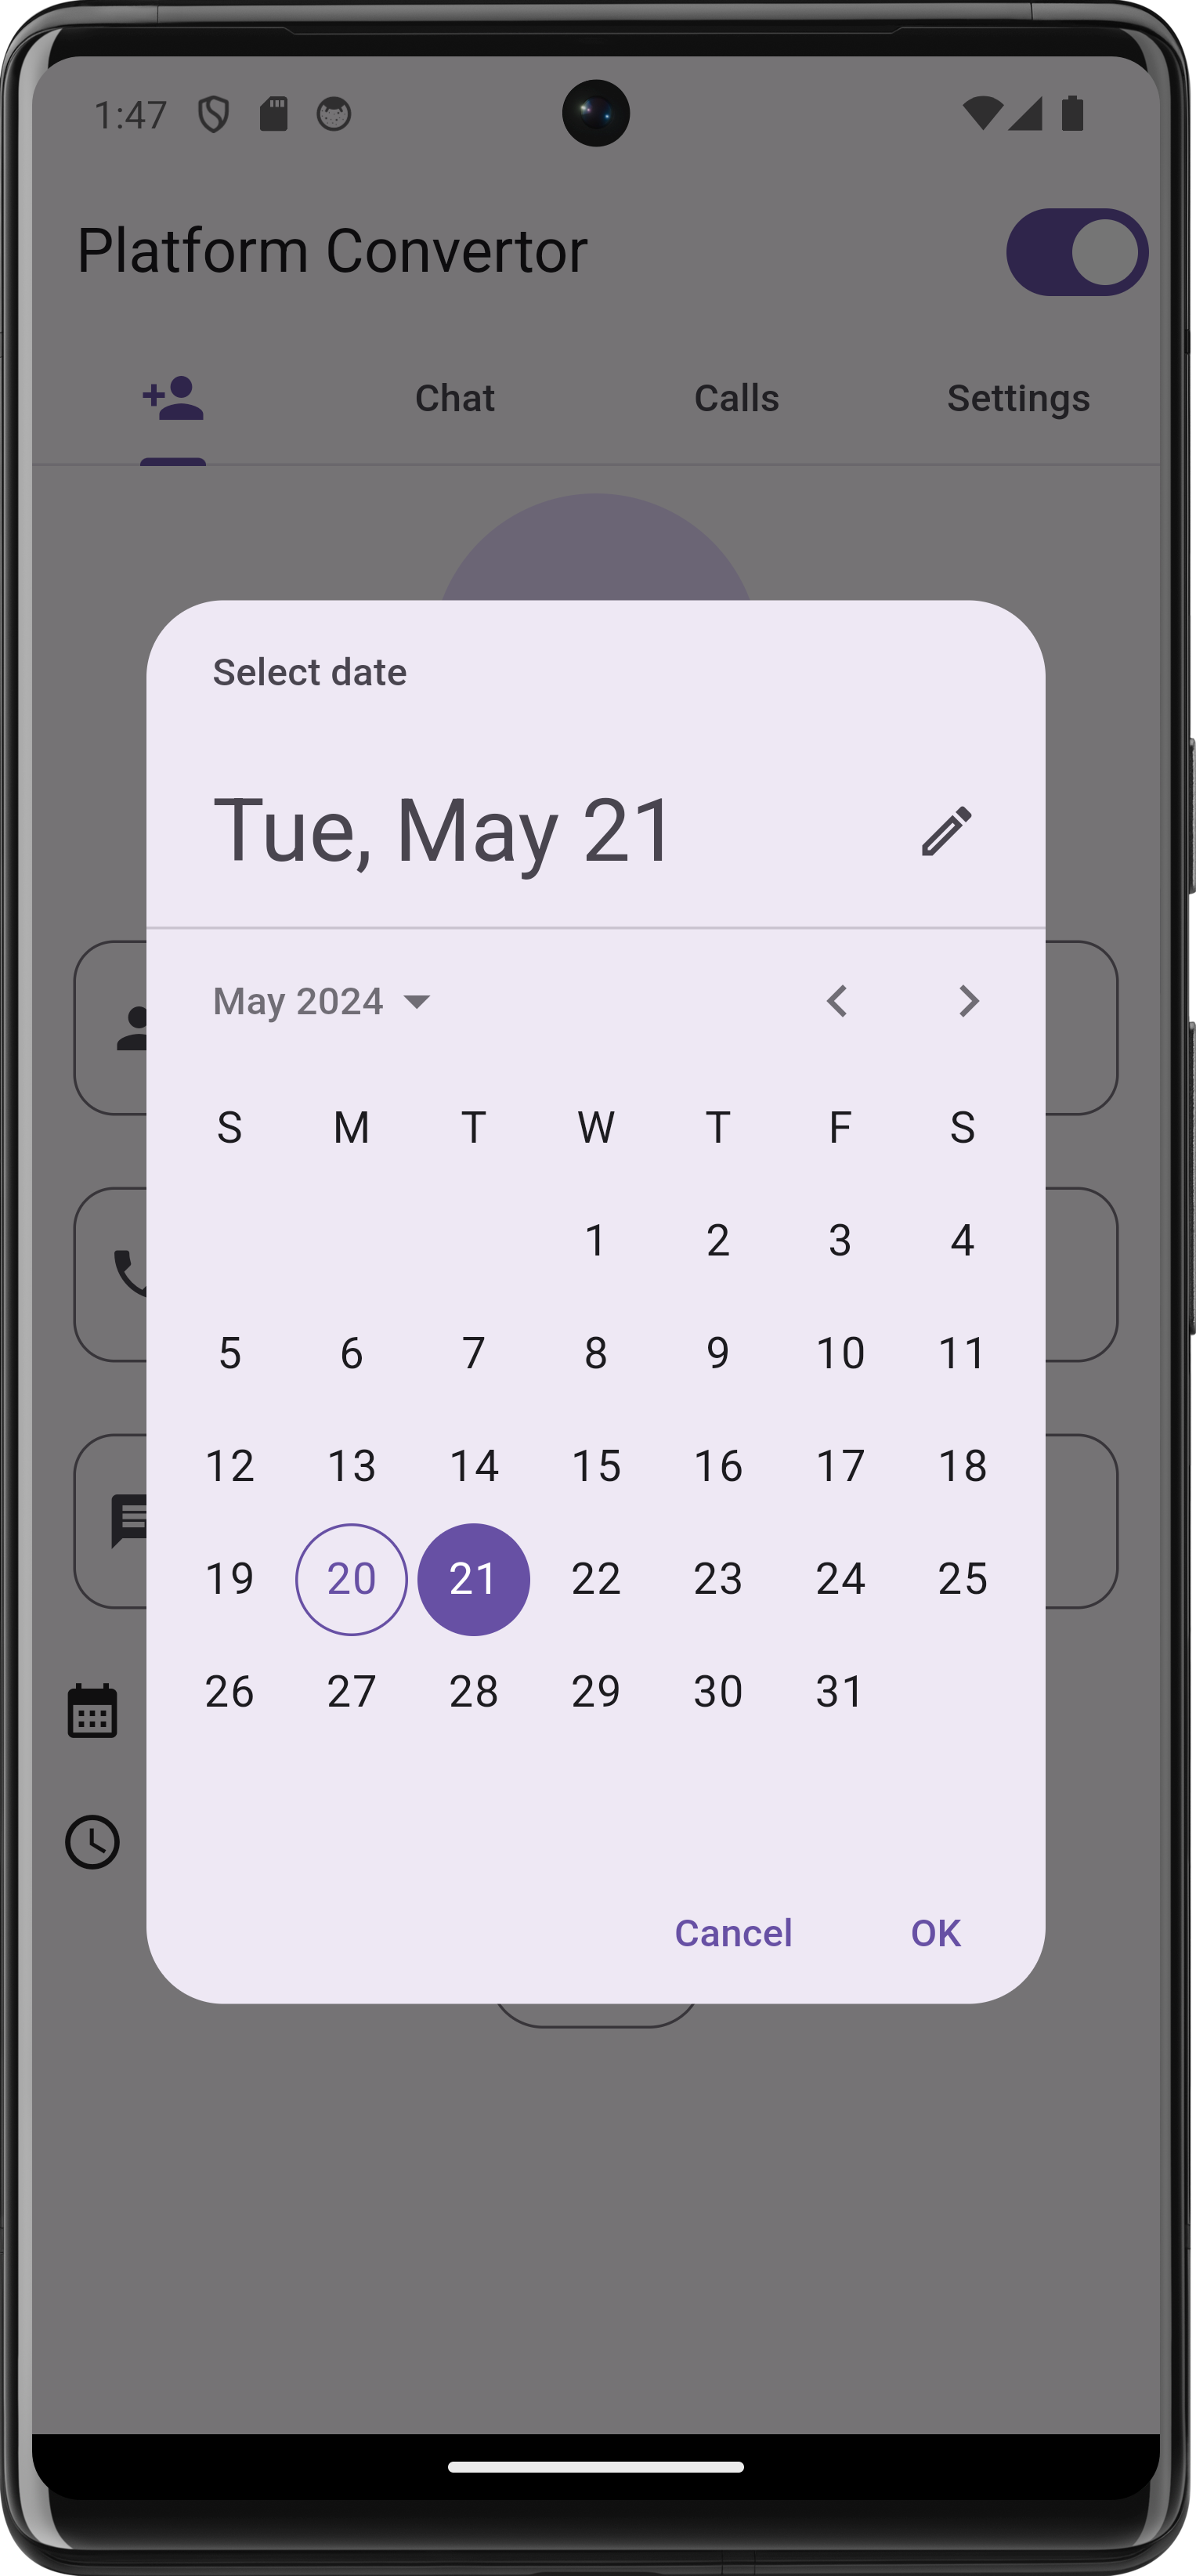 1:47
Platform Convertor
Chat Calls Settings
Select date
Tue, May 21
May 2024
S M T W T F S
1 2 3 4
5 6 7 8 9 10 11
12 13 14 15 16 17 18
19 20 21 22 23 24 25
26 27 28 29 30 31
Cancel OK